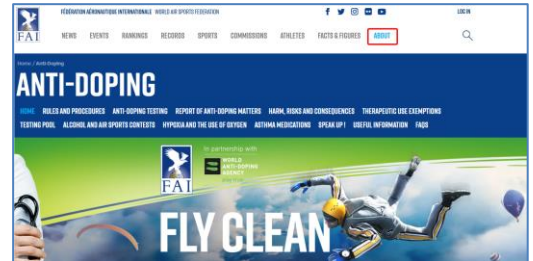 FÉDÉRATION AÉRONAUTIQUE INTERNATIONALE WORLD AIR SPORTS FEDERATION
LOG IN
FAI
NEWS EVENTS RANKINGS RECORDS SPORTS COMMISSIONS ATHLETES FACTS & FIGURES ABOUT
Home / Anti-Doping
ANTI-DOPING
HOME RULES AND PROCEDURES ANTI-DOPING TESTING REPORT OF ANTI-DOPING MATTERS HARM, RISKS AND CONSEQUENCES THERAPEUTIC USE EXEMPTIONS
TESTING POOL ALCOHOL AND AIR SPORTS CONTESTS HYPOXIA AND THE USE OF OXYGEN ASTHMA MEDICATIONS SPEAK UP ! USEFUL INFORMATION FAQS
In partnership with
WORLD
ANTI-DOPING
AGENCY
FAI
FLY CLEAN